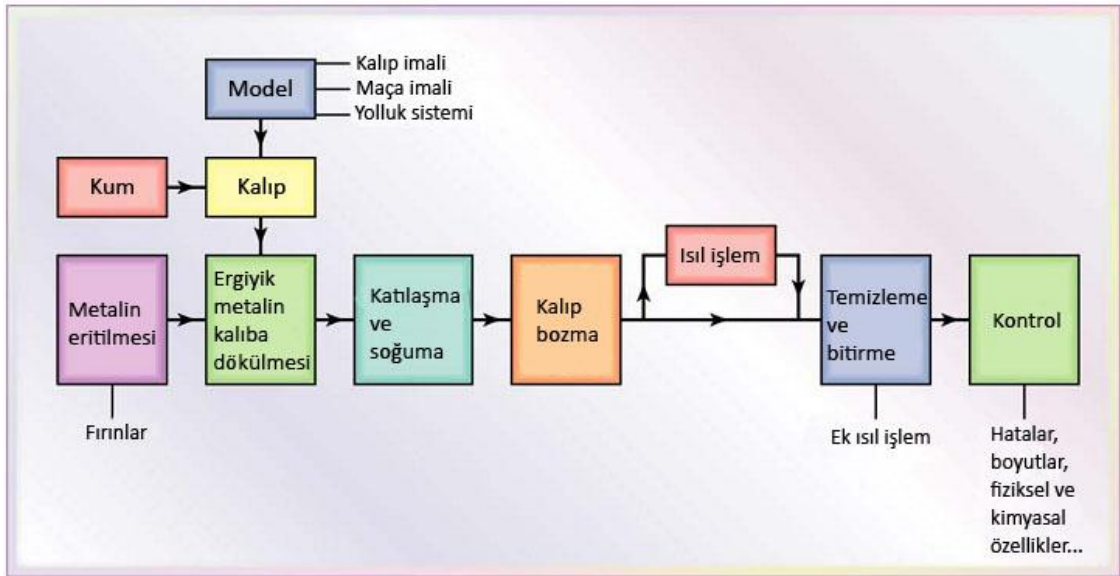 Model
Kalıp imali
Maça imali
Yolluk sistemi
Kum
Kalıp
Metalin
eritilmesi
Fırınlar
Ergiyik
metalin
kalıba
dökülmesi
Katılaşma
ve
soğuma
Kalıp
bozma
Isıl işlem
Temizleme
ve
bitirme
Ek ısıl işlem
Kontrol
Hatalar,
boyutlar,
fiziksel ve
kimyasal
özellikler...